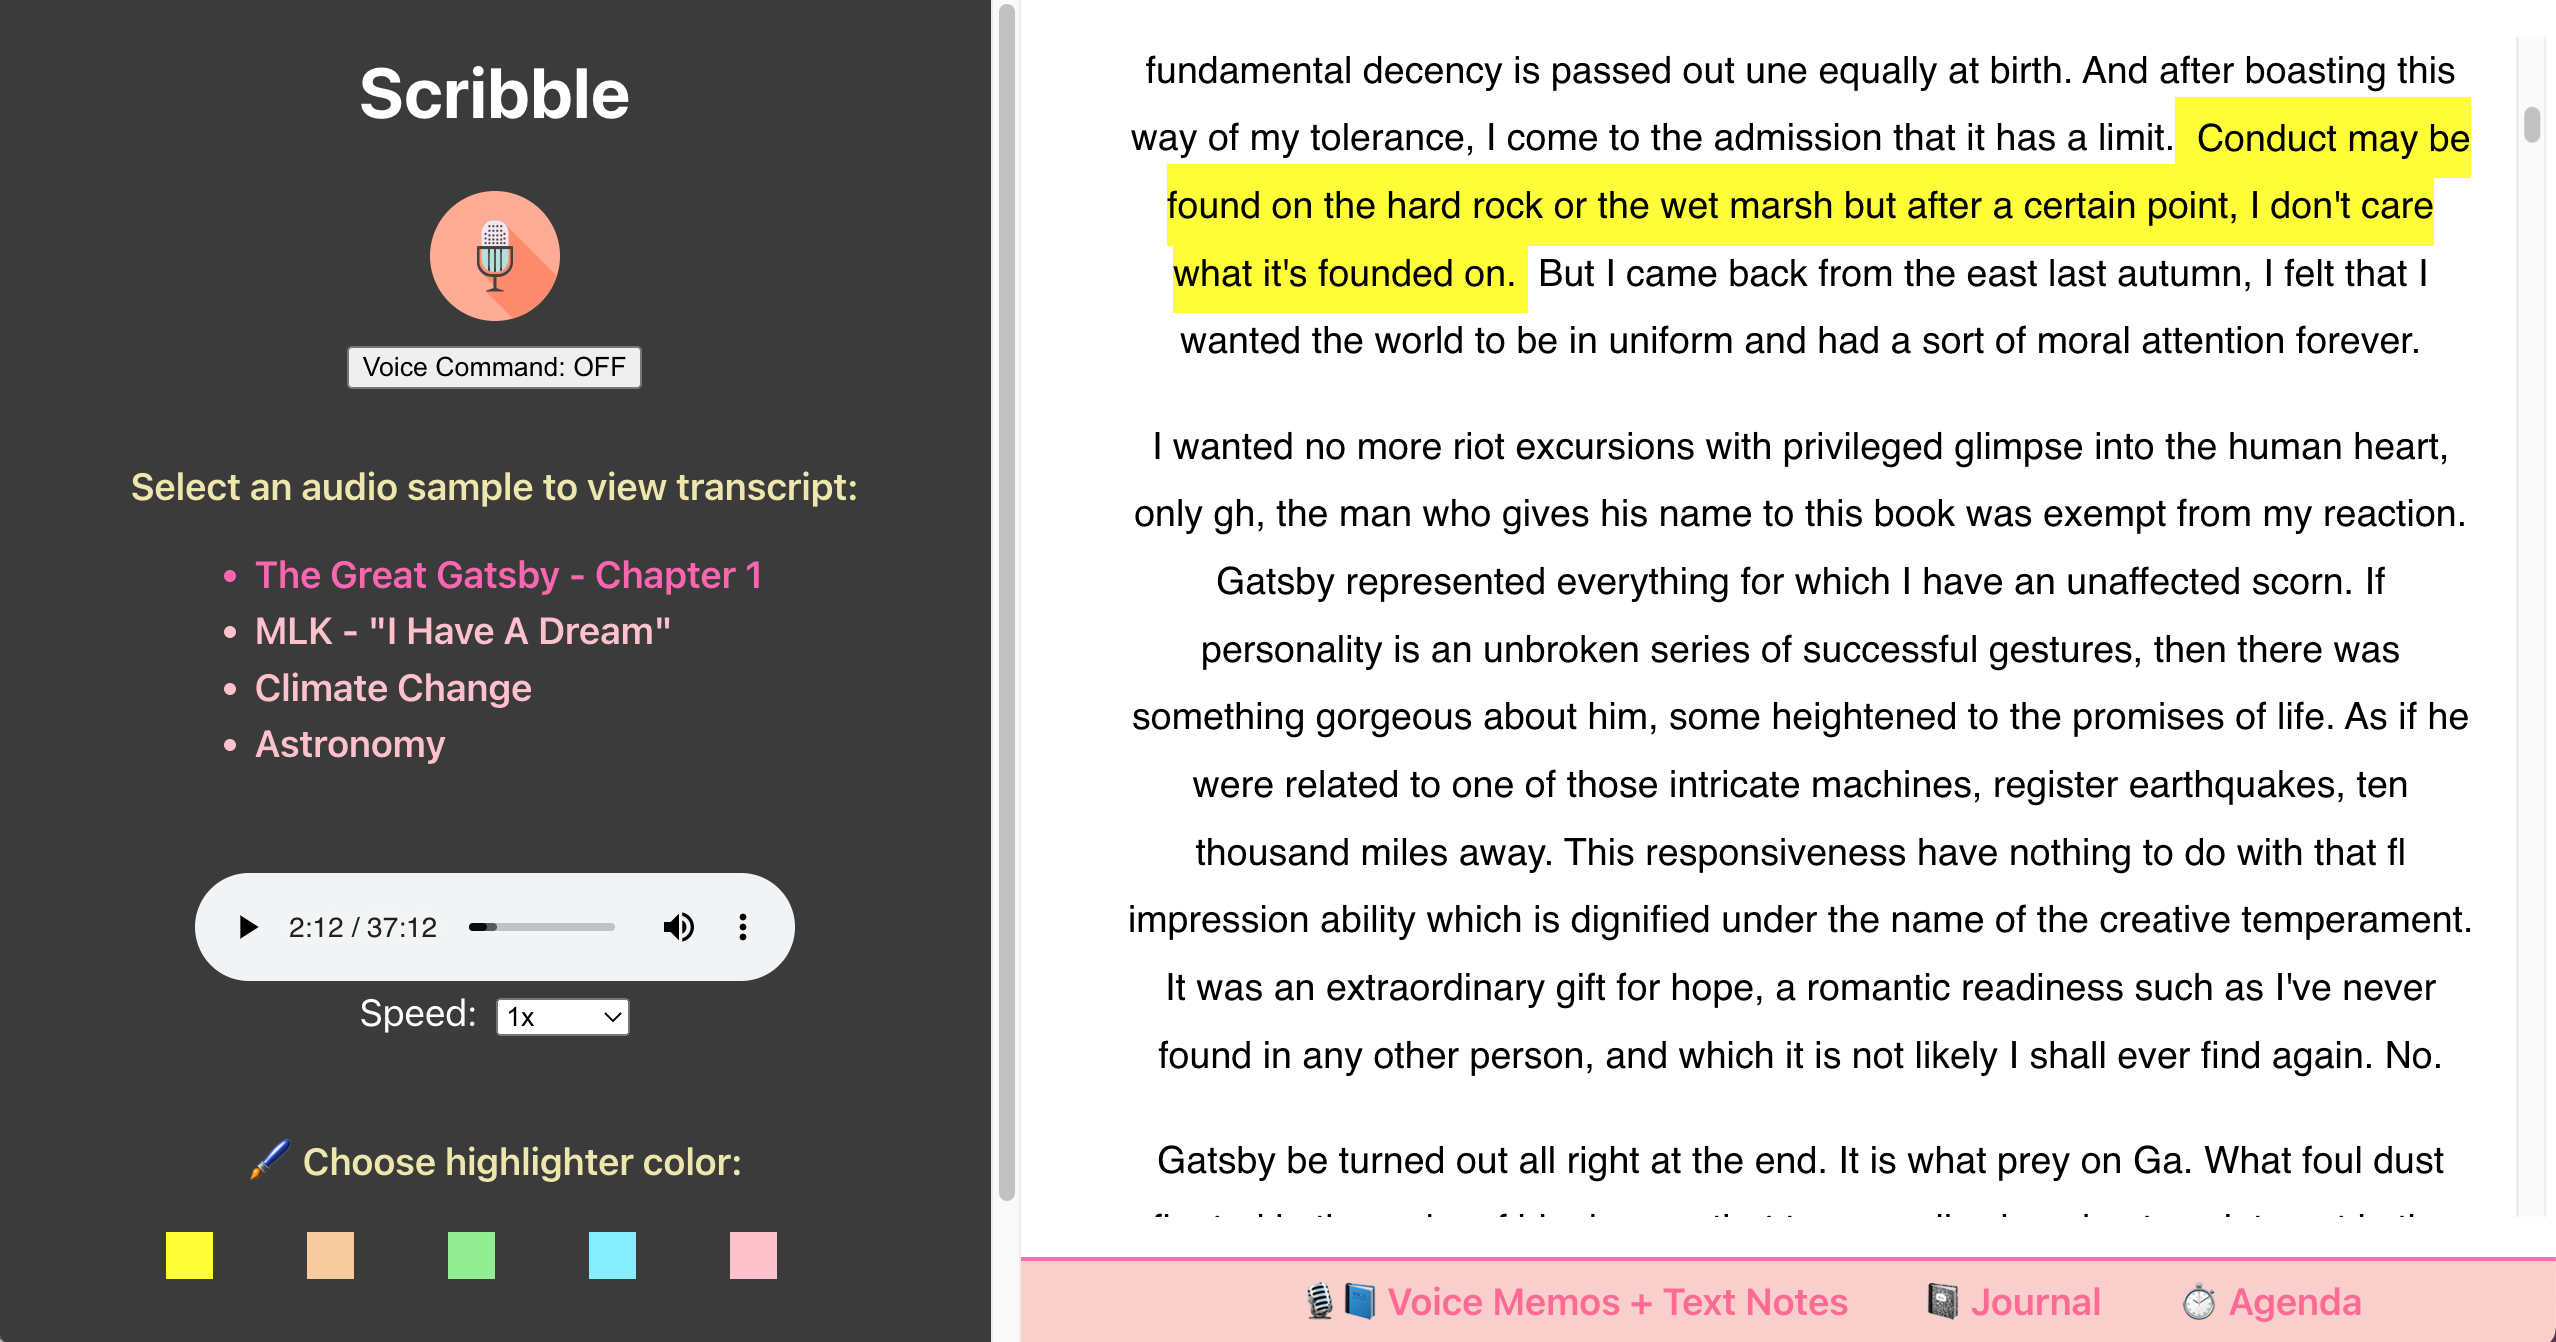 Scribble
Voice Command: OFF
Select an audio sample to view transcript:
• The Great Gatsby - Chapter 1
• MLK - "I Have A Dream"
• Climate Change
• Astronomy
2:12 / 37:12
Speed: 1x
Choose highlighter color:
fundamental decency is passed out une equally at birth. And after boasting this
way of my tolerance, I come to the admission that it has a limit. Conduct may be
found on the hard rock or the wet marsh but after a certain point, I don't care
what it's founded on. But I came back from the east last autumn, I felt that I
wanted the world to be in uniform and had a sort of moral attention forever.
I wanted no more riot excursions with privileged glimpse into the human heart,
only gh, the man who gives his name to this book was exempt from my reaction.
Gatsby represented everything for which I have an unaffected scorn. If
personality is an unbroken series of successful gestures, then there was
something gorgeous about him, some heightened to the promises of life. As if he
were related to one of those intricate machines, register earthquakes, ten
thousand miles away. This responsiveness have nothing to do with that fl
impression ability which is dignified under the name of the creative temperament.
It was an extraordinary gift for hope, a romantic readiness such as I've never
found in any other person, and which it is not likely I shall ever find again. No.
Gatsby be turned out all right at the end. It is what prey on Ga. What foul dust
Voice Memos + Text Notes
Journal
Agenda